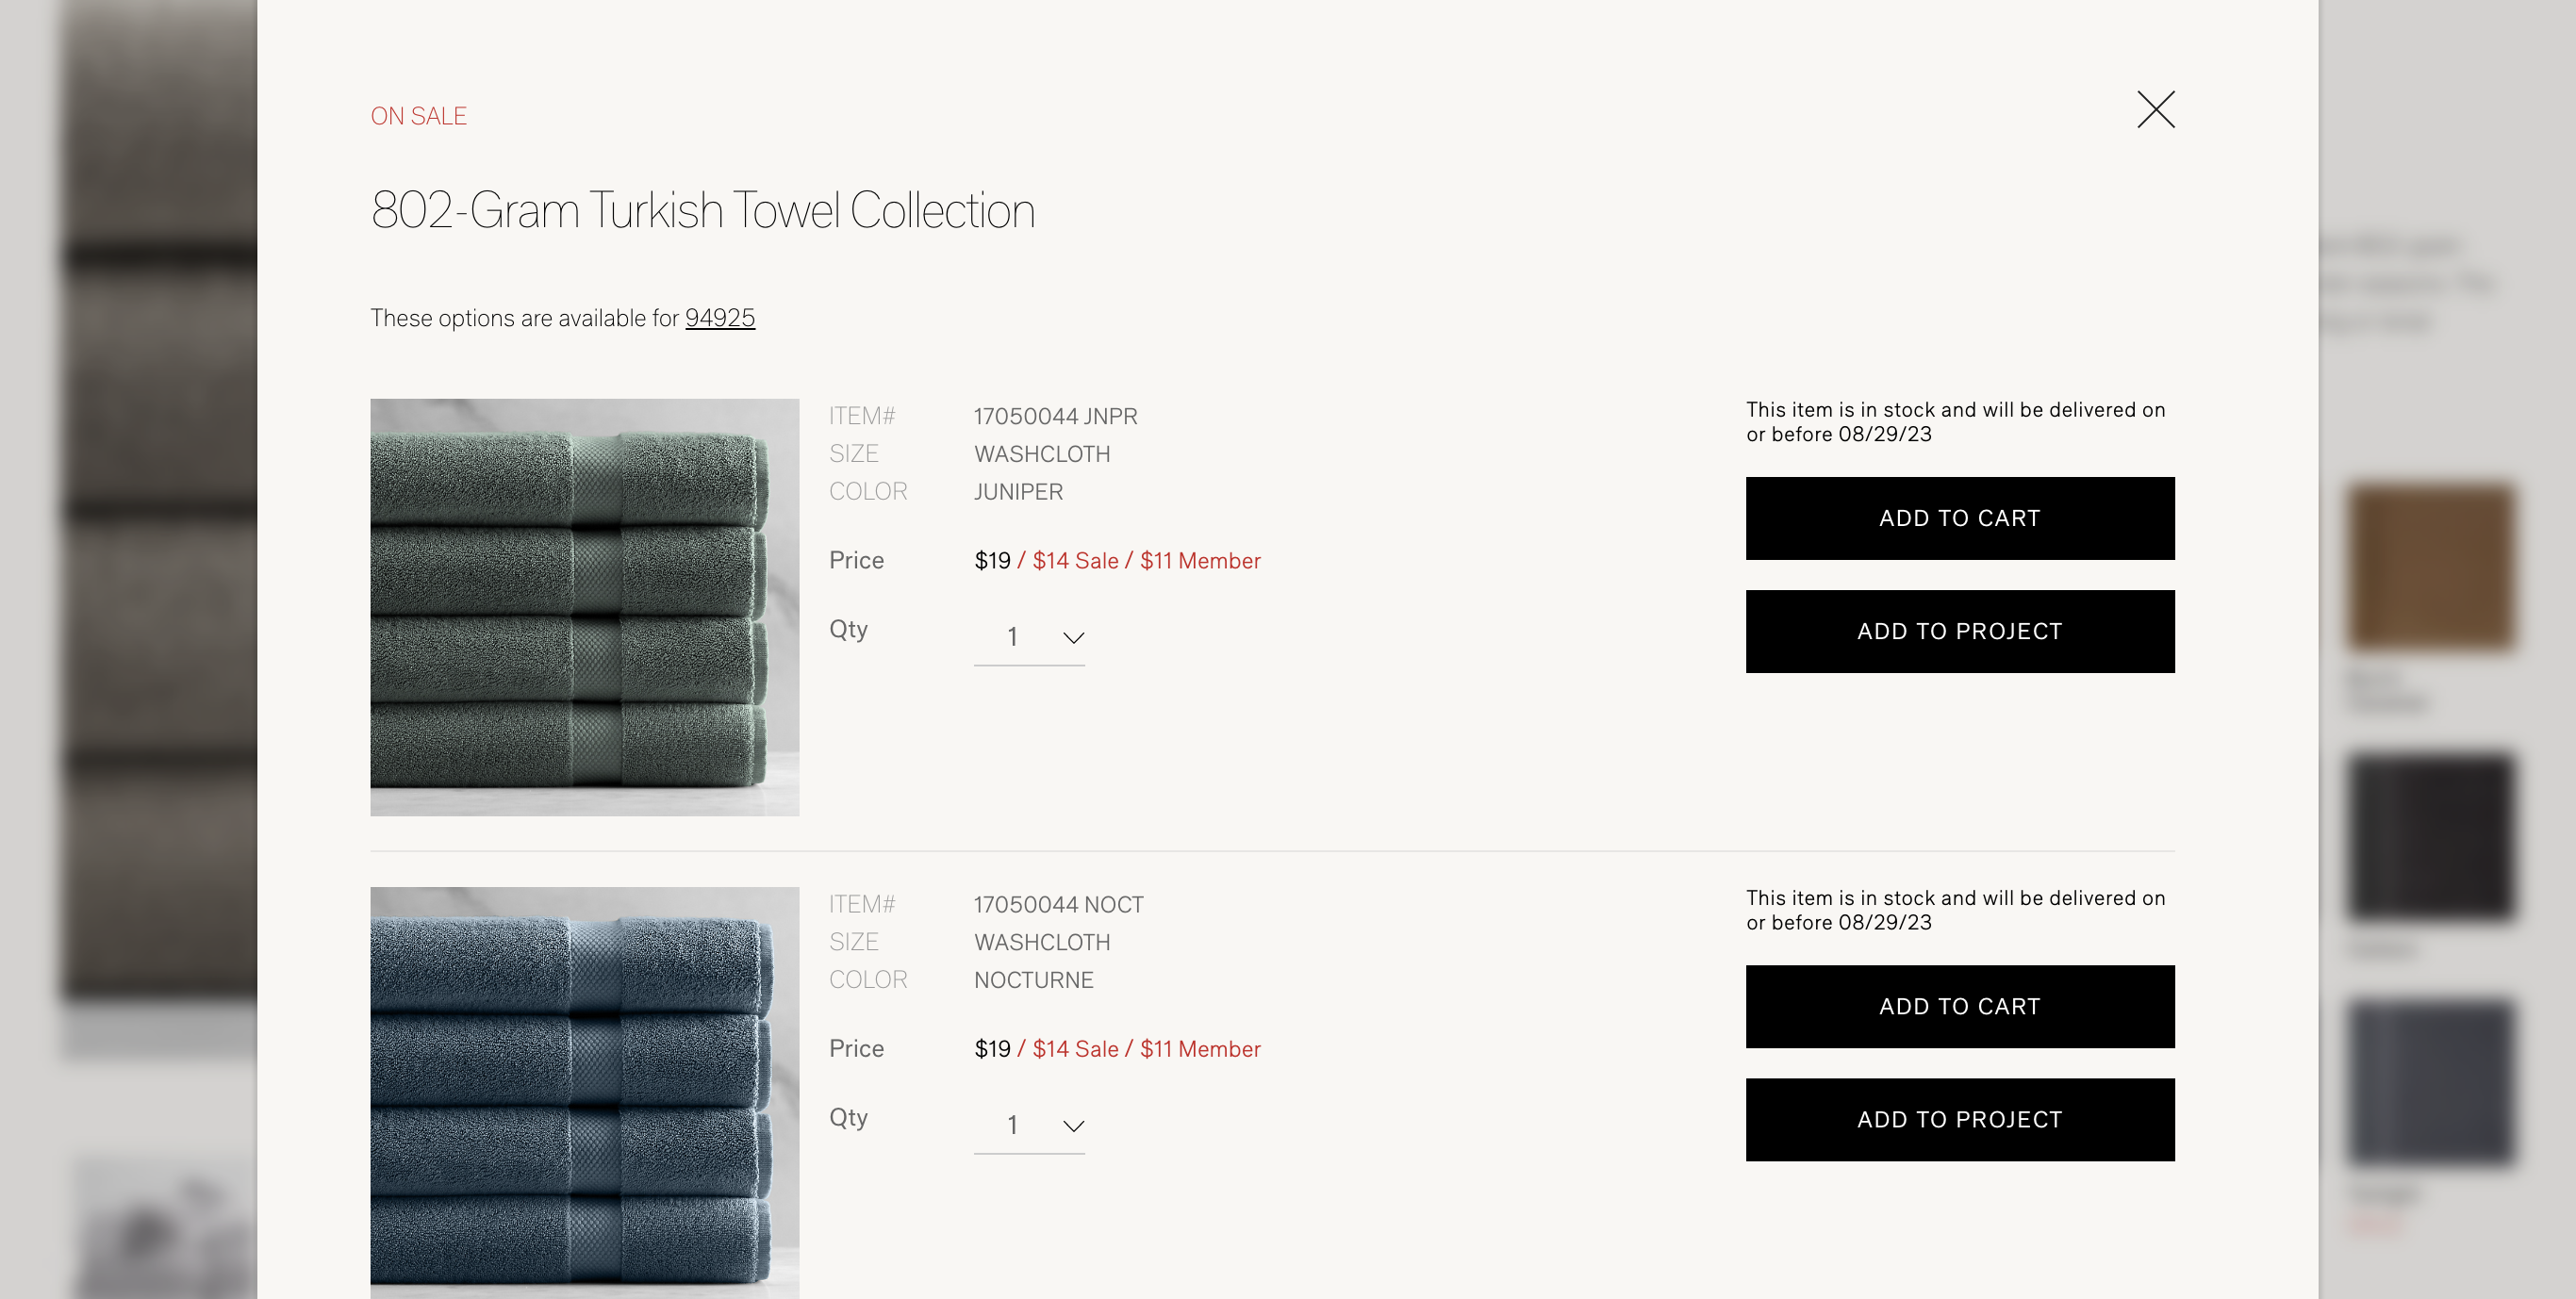 ON SALE
802-Gram Turkish Towel Collection
These options are available for 94925
ITEM# 17050044 JNPR
SIZE WASHCLOTH
COLOR JUNIPER
Price $19 / $14 Sale / $11 Member
Qty 1
This item is in stock and will be delivered on
or before 08/29/23
ADD TO CART
ADD TO PROJECT
ITEM# 17050044 NOCT
SIZE WASHCLOTH
COLOR NOCTURNE
Price $19 / $14 Sale / $11 Member
Qty 1
This item is in stock and will be delivered on
or before 08/29/23
ADD TO CART
ADD TO PROJECT